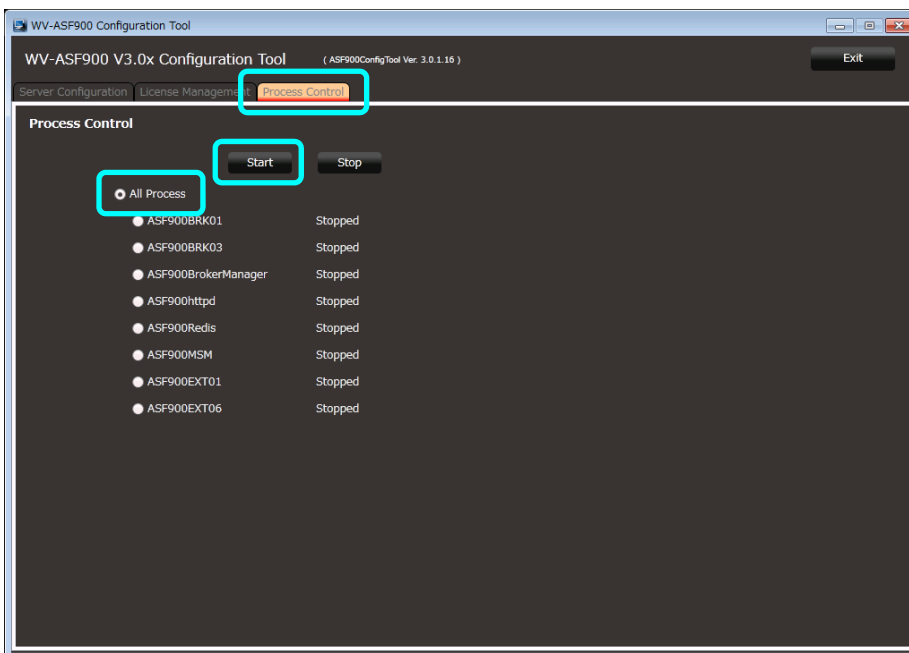 WV-ASF900 Configuration Tool
WV-ASF900 V3.0x Configuration Tool ( ASF900ConfigTool Ver. 3.0.1.16 ) Exit
Server Configuration License Management Process Control
Process Control
Start Stop
All Process
ASF900BRK01 Stopped
ASF900BRK03 Stopped
ASF900BrokerManager Stopped
ASF900httpd Stopped
ASF900Redis Stopped
ASF900MSM Stopped
ASF900EXT01 Stopped
ASF900EXT06 Stopped